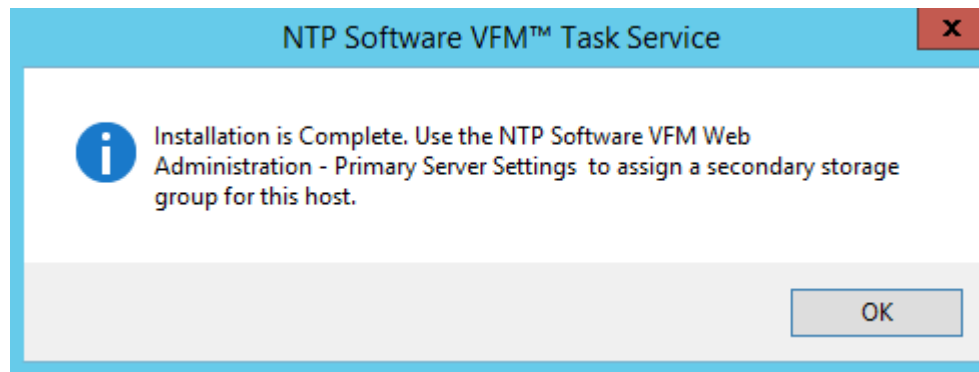 NTP Software VFM™ Task Service
x
Installation is Complete. Use the NTP Software VFM Web
Administration - Primary Server Settings  to assign a secondary storage
group for this host.
OK